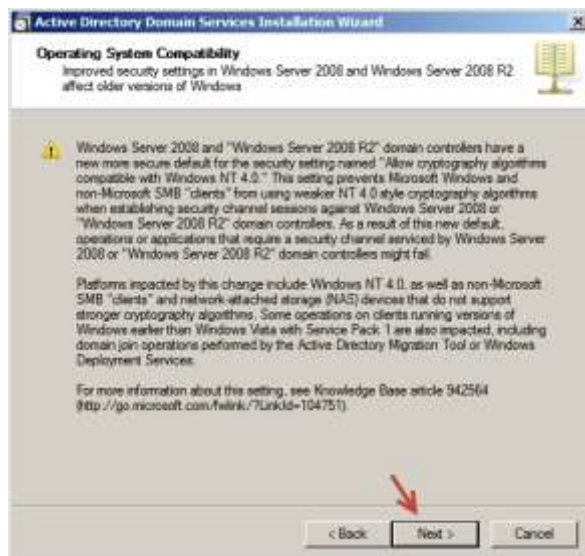 Active Directory Domain Services Installation Wizard
Operating System Compatibility
Improved security settings in Windows Server 2008 and Windows Server 2008 R2
affect older versions of Windows
Windows Server 2008 and "Windows Server 2008 R2" domain controllers have a
new more secure default for the security setting named "Allow cryptography algorithms
compatible with Windows NT 4.0." This setting prevents Microsoft Windows and
non-Microsoft SMB "clients" from using weaker NT 4.0 style cryptography algorithms
when establishing security channel sessions against Windows Server 2008 or
"Windows Server 2008 R2" domain controllers. As a result of this new default,
operations or applications that require a security channel serviced by Windows Server
2008 or "Windows Server 2008 R2" domain controllers might fail.
Platforms impacted by this change include Windows NT 4.0, as well as non-Microsoft
SMB "clients" and network-attached storage (NAS) devices that do not support
stronger cryptography algorithms. Some operations on clients running versions of
Windows earlier than Windows Vista with Service Pack 1 are also impacted, including
domain join operations performed by the Active Directory Migration Tool or Windows
Deployment Services.
For more information about this setting, see Knowledge Base article 942564
(http://go.microsoft.com/fwlink/?LinkId=104751).
< Back
Next >
Cancel